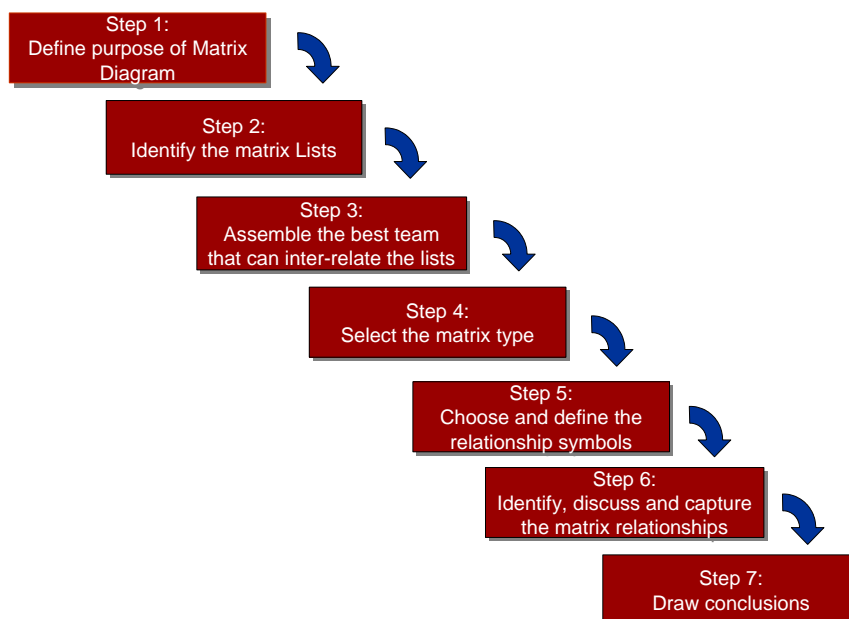 Step 1:
Define purpose of Matrix
Diagram
Step 2:
Identify the matrix Lists
Step 3:
Assemble the best team
that can inter-relate the lists
Step 4:
Select the matrix type
Step 5:
Choose and define the
relationship symbols
Step 6:
Identify, discuss and capture
the matrix relationships
Step 7:
Draw conclusions